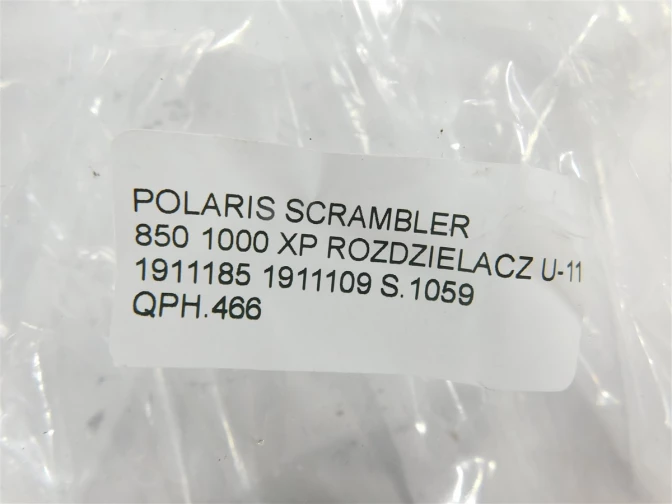 POLARIS SCRAMBLER
850 1000 XP ROZDZIELACZ U-11
1911185 1911109 S.1059
QPH.466